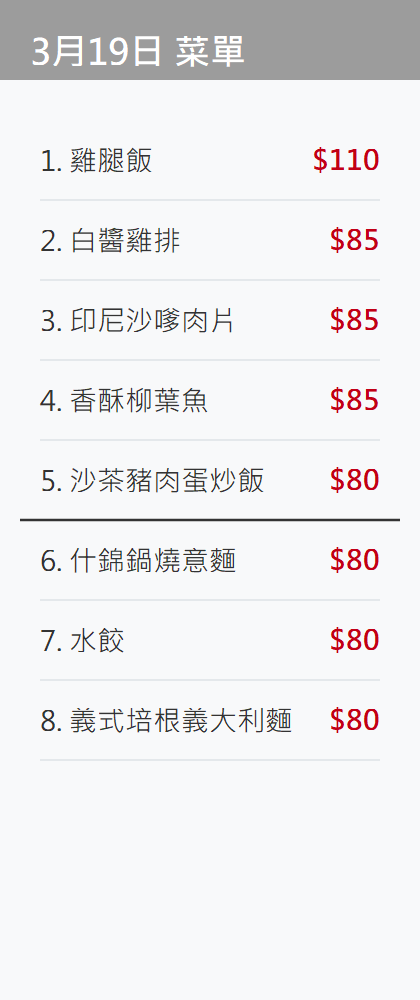 3月19日 菜單
1. 雞腿飯 $110
2. 白醬雞排 $85
3. 印尼沙嗲肉片 $85
4. 香酥柳葉魚 $85
5. 沙茶豬肉蛋炒飯 $80
6. 什錦鍋燒意麵 $80
7. 水餃 $80
8. 義式培根義大利麵 $80